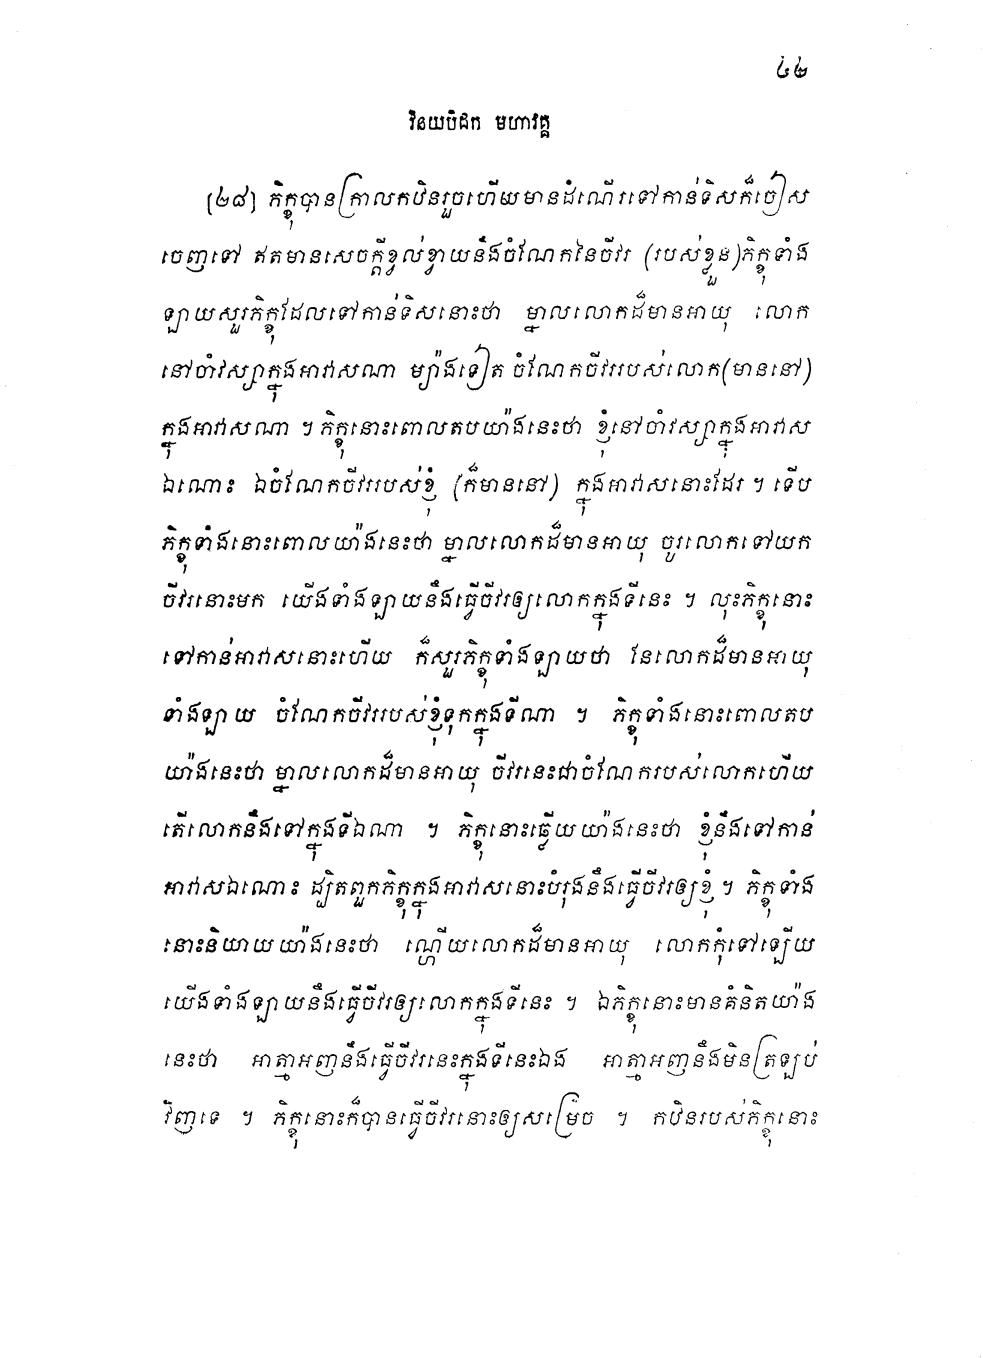 ៤២
វិនយបិដក មហាវគ្គ
[៤៨] ភិក្ខុបានក្រាលកឋិនរួចហើយមានដំណើរទៅកាន់ទិសក៏ចៀស
ចេញទៅ ឥតមានសេចក្តីខ្វល់ខ្វាយនឹងចំណែកនៃចីវរ (របស់ខ្លួន)ភិក្ខុទាំង
ឡាយសួរភិក្ខុដែលទៅកាន់ទិសនោះថា ម្នាលលោកដ៏មានអាយុ លោក
នៅចាំវស្សាក្នុងអាវាសណា ម្យ៉ាងទៀត ចំណែកចីវររបស់លោក(មាននៅ)
ក្នុងអាវាសណា ។ ភិក្ខុនោះពោលតបយ៉ាងនេះថា ខ្ញុំនៅចាំវស្សាក្នុងអាវាស
ឯណោះ ឯចំណែកចីវររបស់ខ្ញុំ (ក៏មាននៅ) ក្នុងអាវាសនោះដែរ ។ ទើប
ភិក្ខុទាំងនោះពោលយ៉ាងនេះថា ម្នាលលោកដ៏មានអាយុ ចូរលោកទៅយក
ចីវរនោះមក យើងទាំងឡាយនឹងធ្វើចីវរឲ្យលោកក្នុងទីនេះ ។ លុះភិក្ខុនោះ
ទៅកាន់អាវាសនោះហើយ ក៏សួរភិក្ខុទាំងឡាយថា នែលោកដ៏មានអាយុ
ទាំងឡាយ ចំណែកចីវររបស់ខ្ញុំទុកក្នុងទីណា ។ ភិក្ខុទាំងនោះពោលតប
យ៉ាងនេះថា ម្នាលលោកដ៏មានអាយុ ចីវរនេះជាចំណែករបស់លោកហើយ
តើលោកនឹងទៅក្នុងទីឯណា ។ ភិក្ខុនោះឆ្លើយយ៉ាងនេះថា ខ្ញុំនឹងទៅកាន់
អាវាសឯណោះ ដ្បិតពួកភិក្ខុក្នុងអាវាសនោះបំរុងនឹងធ្វើចីវរឲ្យខ្ញុំ ។ ភិក្ខុទាំង
នោះនិយាយយ៉ាងនេះថា ណ្ហើយលោកដ៏មានអាយុ លោកកុំទៅឡើយ
យើងទាំងឡាយនឹងធ្វើចីវរឲ្យលោកក្នុងទីនេះ ។ ឯភិក្ខុនោះមានគំនិតយ៉ាង
នេះថា អាត្មាអញនឹងធ្វើចីវរនេះក្នុងទីនេះឯង អាត្មាអញនឹងមិនត្រឡប់
វិញទេ ។ ភិក្ខុនោះក៏បានធ្វើចីវរនោះឲ្យសម្រេច ។ កឋិនរបស់ភិក្ខុនោះ